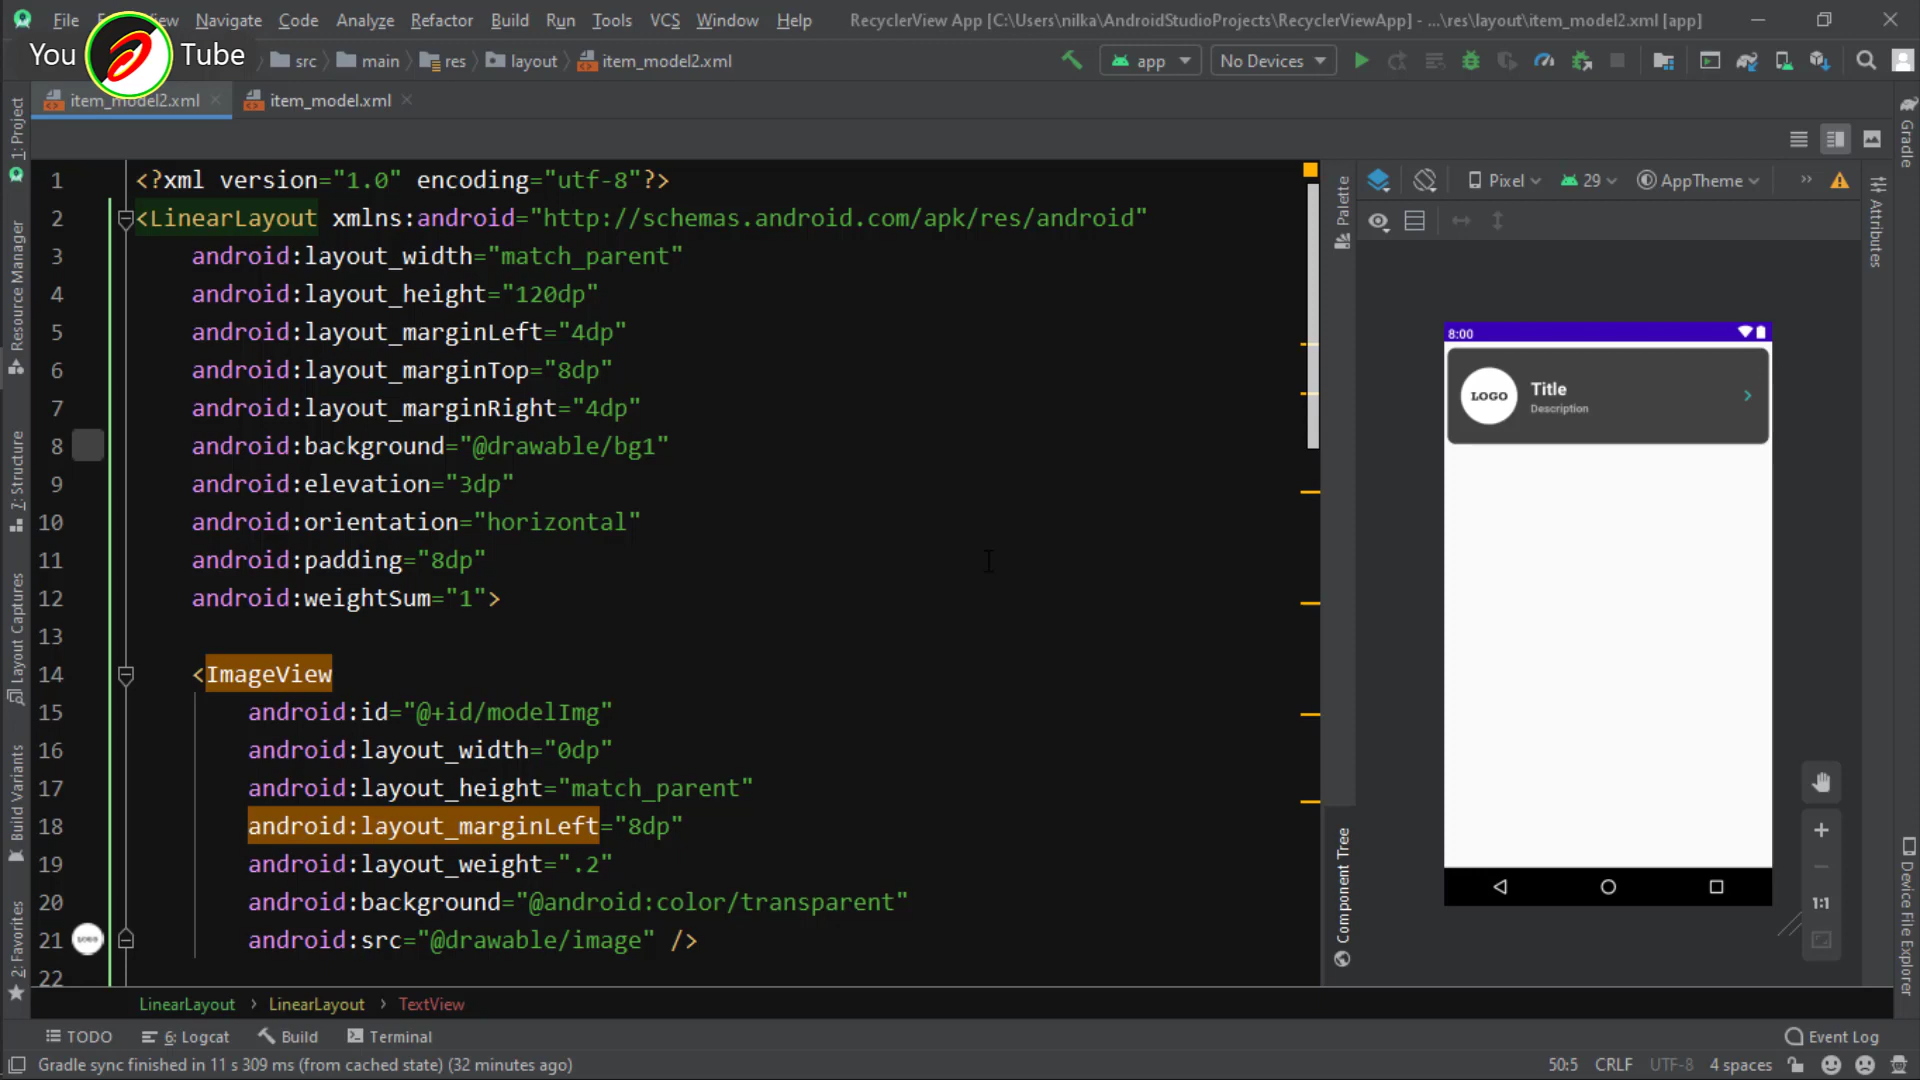 File View Navigate Code Analyze Refactor Build Run Tools VCS Window Help RecyclerView App [C:\Users\nilka\AndroidStudioProjects\RecyclerViewApp] - ...\res\layout\item_model2.xml [app]
You Tube
src main res layout item_model2.xml app No Devices
item_model2.xml item_model.xml
1 <?xml version="1.0" encoding="utf-8"?>
2 <LinearLayout xmlns:android="http://schemas.android.com/apk/res/android"
3 android:layout_width="match_parent"
4 android:layout_height="120dp"
5 android:layout_marginLeft="4dp"
6 android:layout_marginTop="8dp"
7 android:layout_marginRight="4dp"
8 android:background="@drawable/bg1"
9 android:elevation="3dp"
10 android:orientation="horizontal"
11 android:padding="8dp"
12 android:weightSum="1">
13
14 <ImageView
15 android:id="@+id/modelImg"
16 android:layout_width="0dp"
17 android:layout_height="match_parent"
18 android:layout_marginLeft="8dp"
19 android:layout_weight=".2"
20 android:background="@android:color/transparent"
21 android:src="@drawable/image" />
22
LinearLayout › LinearLayout › TextView
1: Project
Resource Manager
7: Structure
Layout Captures
Build Variants
2: Favorites
Palette
Component Tree
Pixel 29 AppTheme »
8:00
LOGO
Title
Description
1:1
Gradle
Attributes
Device File Explorer
TODO 6: Logcat Build Terminal Event Log
Gradle sync finished in 11 s 309 ms (from cached state) (32 minutes ago) 50:5 CRLF UTF-8 4 spaces